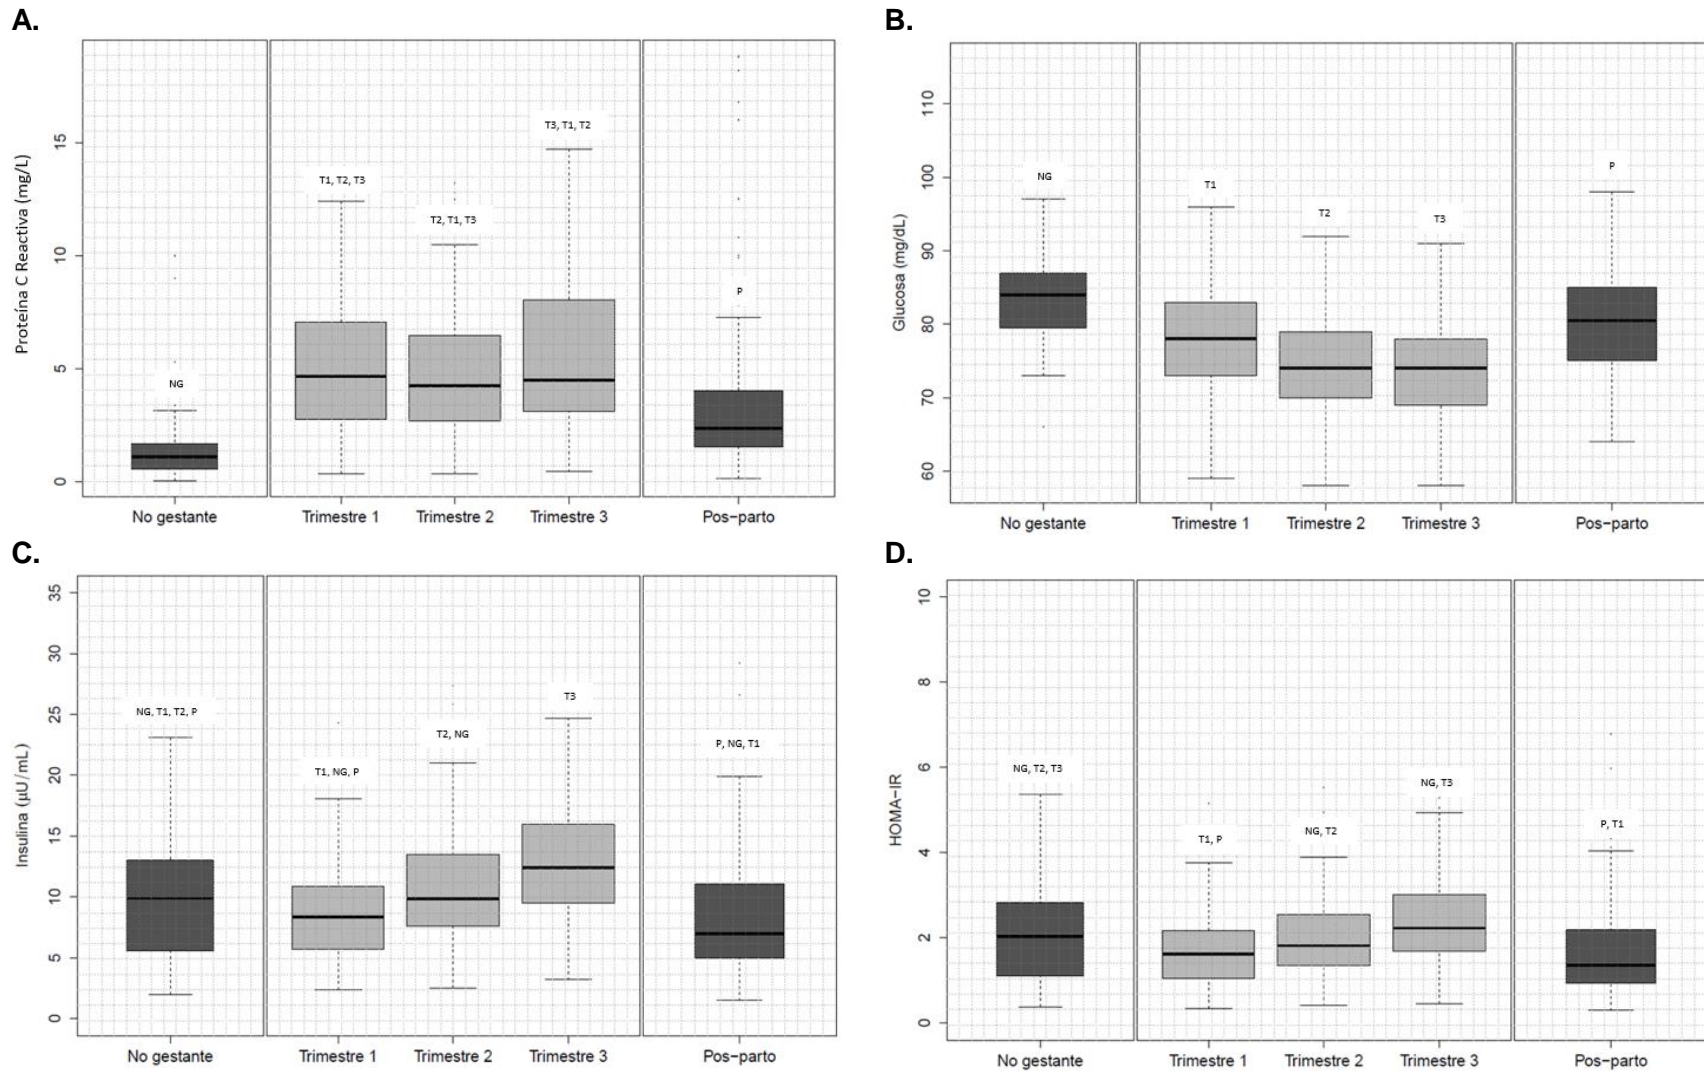 A.
Proteína C Reactiva (mg/L)
15
10
5
0
NG
T1, T2, T3
T2, T1, T3
T3, T1, T2
P
No gestante
Trimestre 1
Trimestre 2
Trimestre 3
Pos−parto
B.
Glucosa (mg/dL)
110
100
90
80
70
60
NG
T1
T2
T3
P
No gestante
Trimestre 1
Trimestre 2
Trimestre 3
Pos−parto
C.
Insulina (μU/mL)
35
30
25
20
15
10
5
0
NG, T1, T2, P
T1, NG, P
T2, NG
T3
P, NG, T1
No gestante
Trimestre 1
Trimestre 2
Trimestre 3
Pos−parto
D.
HOMA−IR
10
8
6
4
2
0
NG, T2, T3
T1, P
NG, T2
NG, T3
P, T1
No gestante
Trimestre 1
Trimestre 2
Trimestre 3
Pos−parto